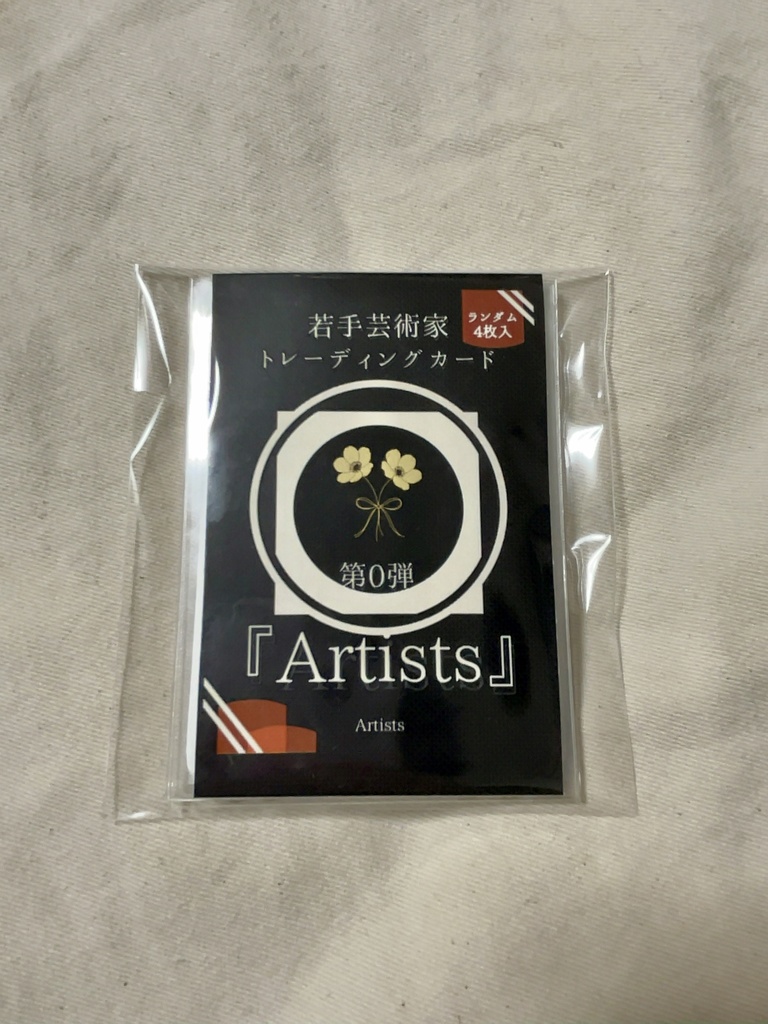 若手芸術家
トレーディングカード
ランダム
4枚入
第0弾
『Artists』
Artists